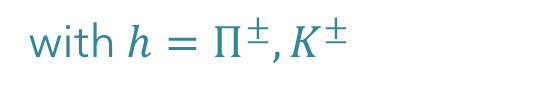 with h = Π±, K±